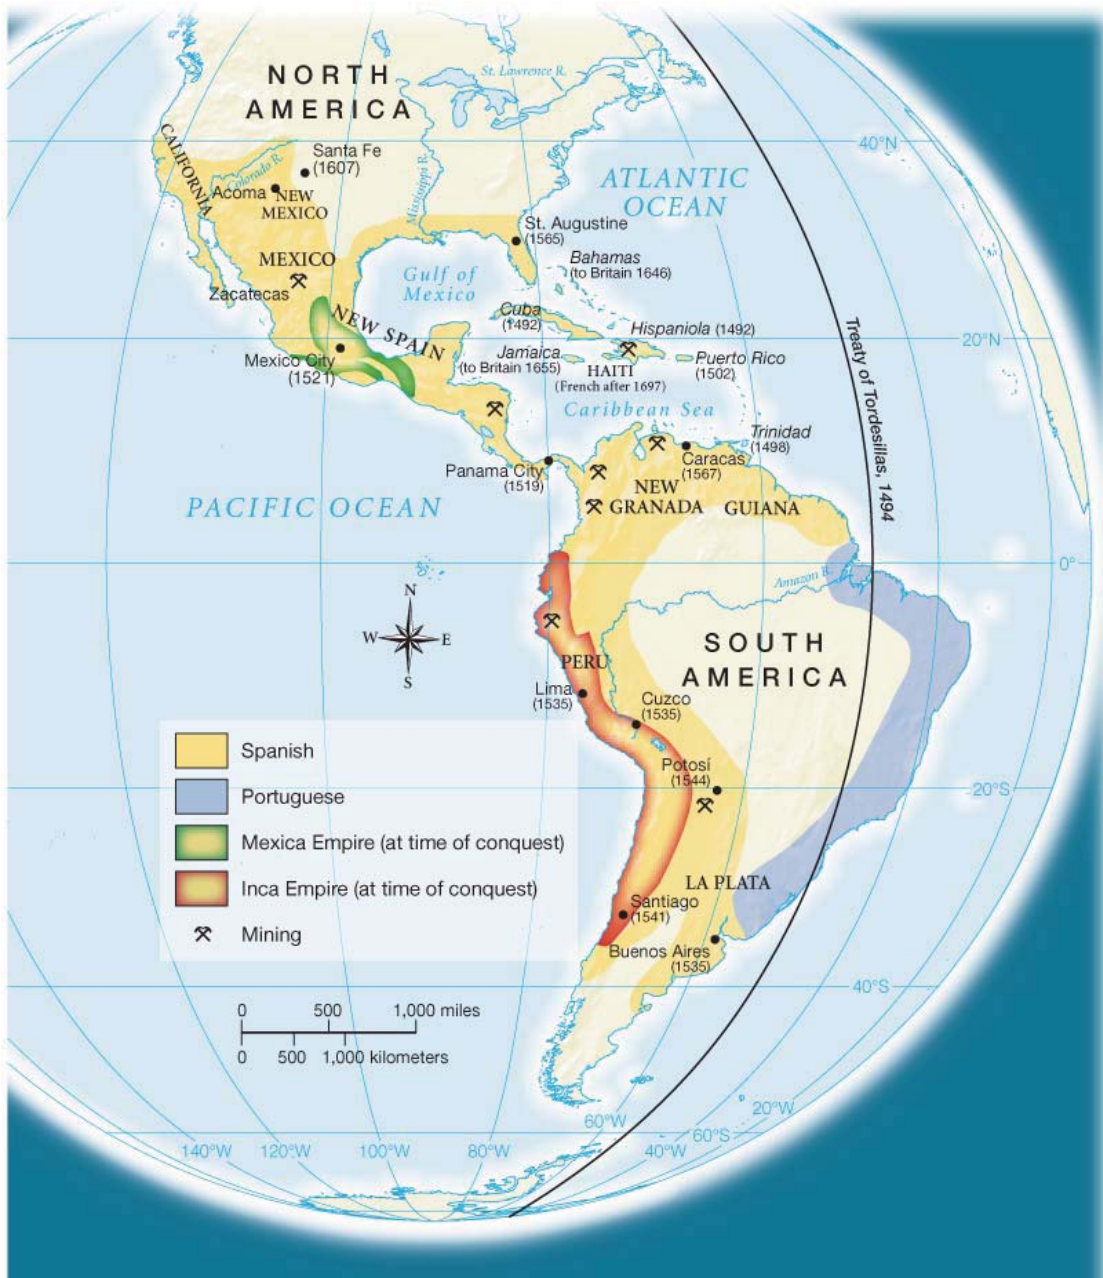 NORTH
AMERICA
St. Lawrence R.
40°N
CALIFORNIA
Colorado R.
Santa Fe
(1607)
Acoma
NEW
MEXICO
Mississippi R.
ATLANTIC
OCEAN
St. Augustine
(1565)
MEXICO
Zacatecas
Gulf of
Mexico
Bahamas
(to Britain 1646)
NEW SPAIN
Cuba
(1492)
Hispaniola (1492)
Treaty of Tordesillas, 1494
20°N
Mexico City
(1521)
Jamaica
(to Britain 1655)
HAITI
(French after 1697)
Puerto Rico
(1502)
Caribbean Sea
Trinidad
(1498)
Panama City
(1519)
Caracas
(1567)
PACIFIC OCEAN
NEW
GRANADA
GUIANA
0°
Amazon R.
N
W
E
S
SOUTH
AMERICA
PERU
Lima
(1535)
Cuzco
(1535)
Potosí
(1544)
20°S
LA PLATA
Santiago
(1541)
Buenos Aires
(1535)
40°S
Spanish
Portuguese
Mexica Empire (at time of conquest)
Inca Empire (at time of conquest)
Mining
0 500 1,000 miles
0 500 1,000 kilometers
140°W
120°W
100°W
80°W
60°W
40°W
60°S
20°W